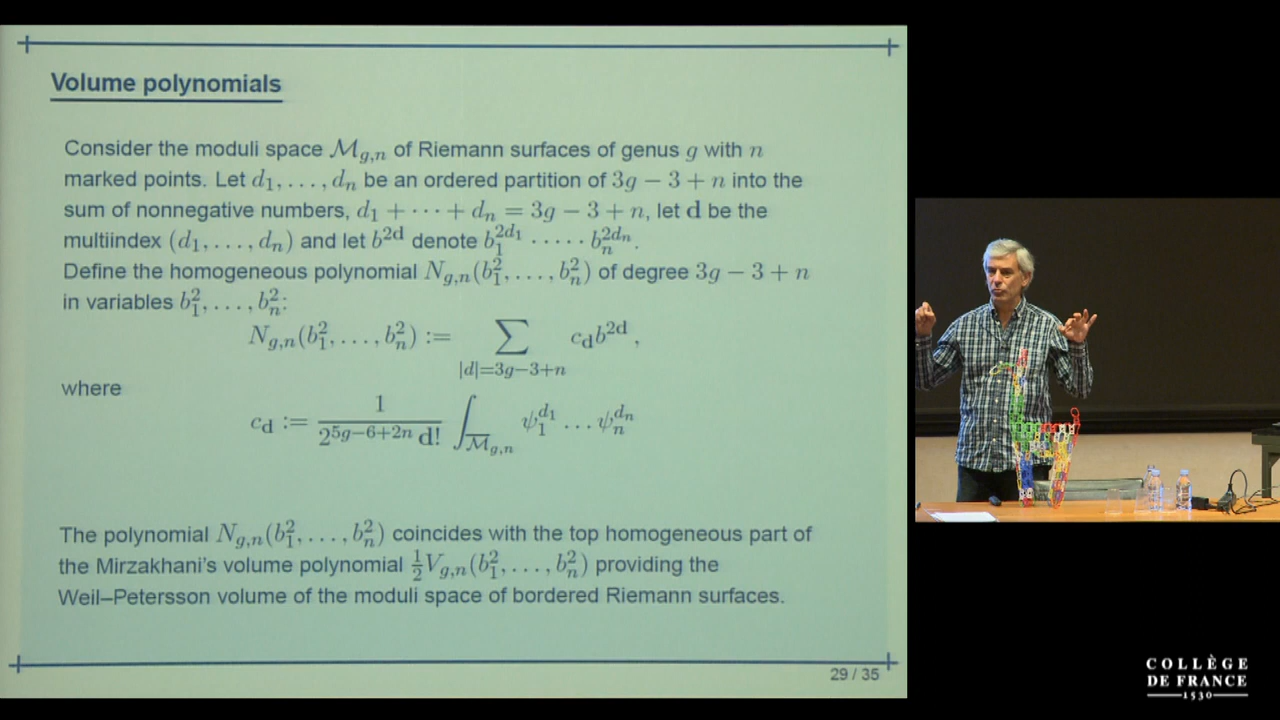 Volume polynomials
Consider the moduli space $\mathcal{M}_{g,n}$ of Riemann surfaces of genus $g$ with $n$
marked points. Let $d_1, \ldots, d_n$ be an ordered partition of $3g-3+n$ into the
sum of nonnegative numbers, $d_1 + \cdots + d_n = 3g-3+n$, let $\mathbf{d}$ be the
multiindex $(d_1, \ldots, d_n)$ and let $b^{2\mathbf{d}}$ denote $b_1^{2d_1} \cdot \cdots \cdot b_n^{2d_n}$.
Define the homogeneous polynomial $N_{g,n}(b_1^2, \ldots, b_n^2)$ of degree $3g-3+n$
in variables $b_1^2, \ldots, b_n^2$:
$N_{g,n}(b_1^2, \ldots, b_n^2) := \sum_{|d|=3g-3+n} c_{\mathbf{d}} b^{2\mathbf{d}}$ ,
where
$c_{\mathbf{d}} := \frac{1}{2^{5g-6+2n}\, \mathbf{d}!} \int_{\overline{\mathcal{M}}_{g,n}} \psi_1^{d_1} \ldots \psi_n^{d_n}$
The polynomial $N_{g,n}(b_1^2, \ldots, b_n^2)$ coincides with the top homogeneous part of
the Mirzakhani's volume polynomial $\frac{1}{2}V_{g,n}(b_1^2, \ldots, b_n^2)$ providing the
Weil–Petersson volume of the moduli space of bordered Riemann surfaces.
29 / 35
COLLÈGE
DE FRANCE
1530